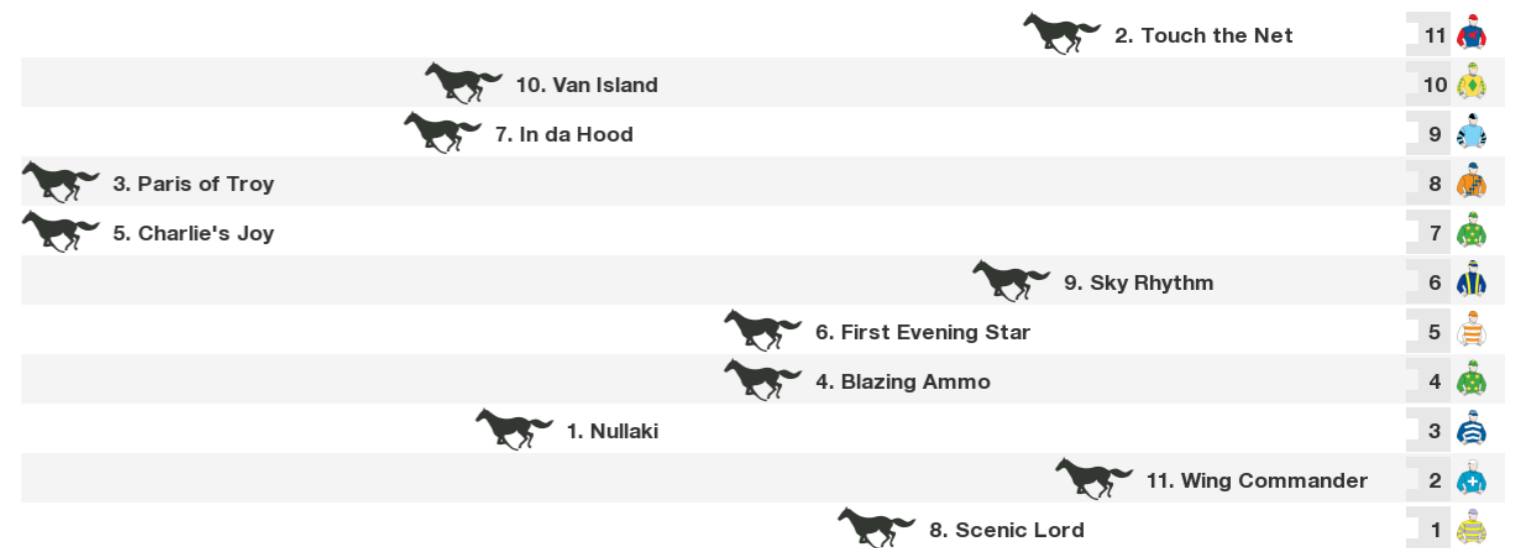 2. Touch the Net 11
10. Van Island 10
7. In da Hood 9
3. Paris of Troy 8
5. Charlie's Joy 7
9. Sky Rhythm 6
6. First Evening Star 5
4. Blazing Ammo 4
1. Nullaki 3
11. Wing Commander 2
8. Scenic Lord 1